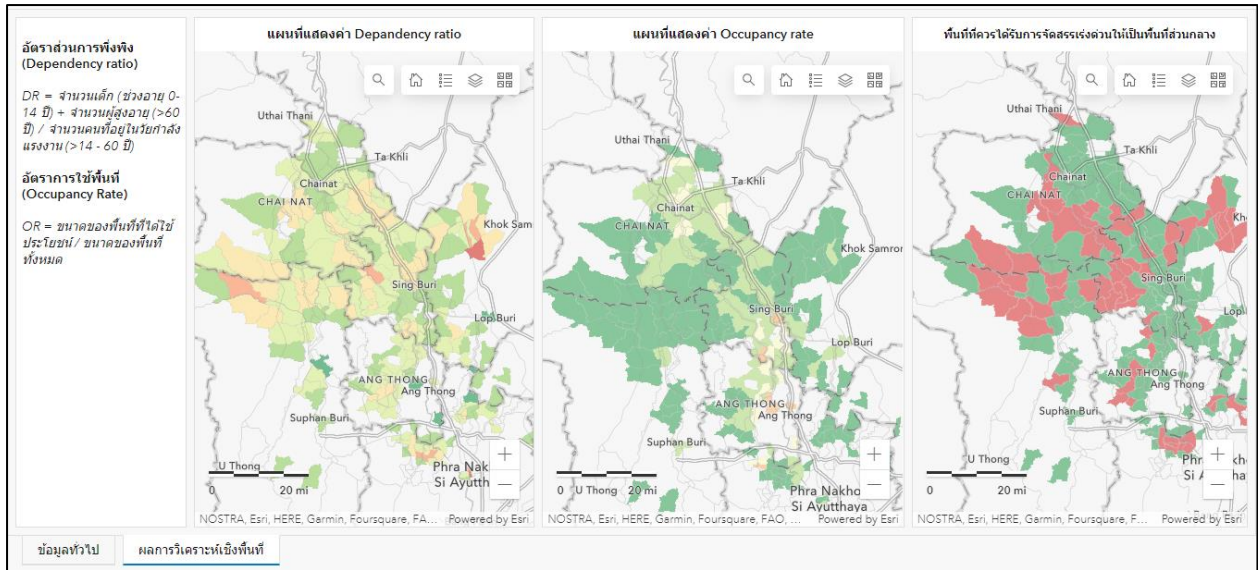 อัตราส่วนการพึ่งพิง
(Dependency ratio)
DR = จำนวนเด็ก (ช่วงอายุ 0-
14 ปี) + จำนวนผู้สูงอายุ (>60
ปี) / จำนวนคนที่อยู่ในวัยกำลัง
แรงงาน (>14 - 60 ปี)
อัตราการใช้พื้นที่
(Occupancy Rate)
OR = ขนาดของพื้นที่ที่ได้ใช้
ประโยชน์ / ขนาดของพื้นที่
ทั้งหมด
แผนที่แสดงค่า Depandency ratio
Uthai Thani
Ta Khli
Chainat
CHAI NAT
Khok Sam
Sing Buri
Lop Buri
ANG THONG
Ang Thong
Suphan Buri
U Thong
Phra Nak
Si Ayutth
0 20 mi
NOSTRA, Esri, HERE, Garmin, Foursquare, FA... Powered by Esri
แผนที่แสดงค่า Occupancy rate
Uthai Thani
Ta Khli
Chainat
CHAI NAT
Khok Samron
Sing Buri
Lop Buri
ANG THONG
Ang Thong
Suphan Buri
U Thong
Phra Nakho
Si Ayutthaya
0 20 mi
NOSTRA, Esri, HERE, Garmin, Foursquare, FAO, ... Powered by Esri
พื้นที่ที่ควรได้รับการจัดสรรเร่งด่วนให้เป็นพื้นที่ส่วนกลาง
Uthai Thani
Ta Khli
Chainat
CHAI NAT
Kho
Sing Buri
Lop
ANG THONG
Ang Thong
Suphan Buri
U Thong
0 20 mi
NOSTRA, Esri, HERE, Garmin, Foursquare, F... Powered by Esri
ข้อมูลทั่วไป
ผลการวิเคราะห์เชิงพื้นที่